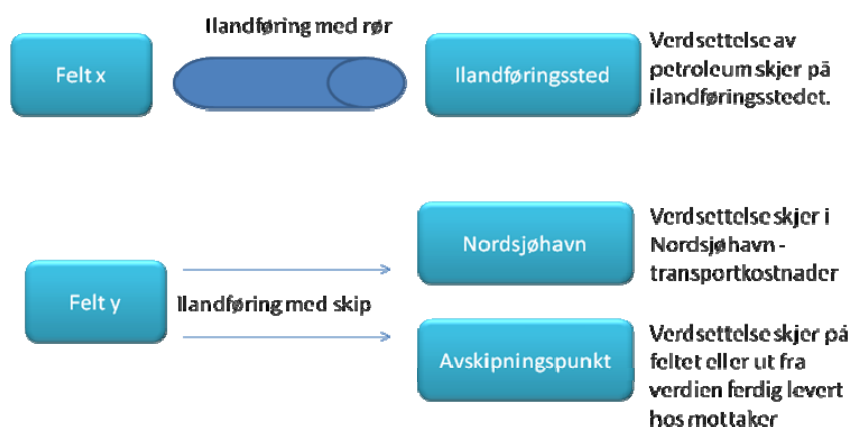 Ilandføring med rør
Felt x
Ilandføringssted
Verdsettelse av
petroleum skjer på
ilandføringsstedet.
Felt y
Ilandføring med skip
Nordsjøhavn
Verdsettelse skjer i
Nordsjøhavn -
transportkostnader
Avskipningspunkt
Verdsettelse skjer på
feltet eller ut fra
verdien ferdig levert
hos mottaker